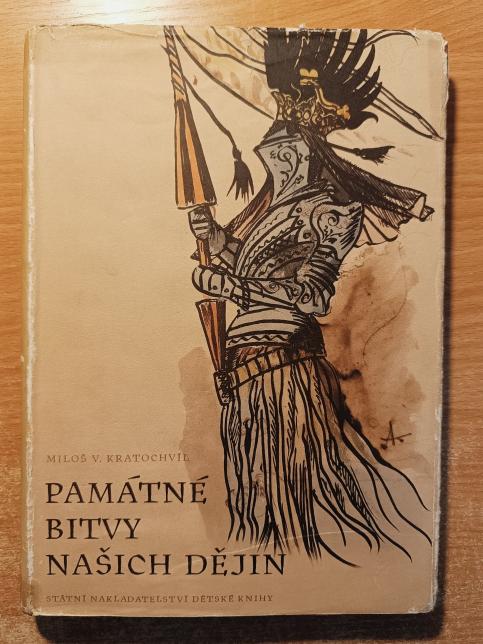 MILOŠ V. KRATOCHVÍL
PAMÁTNÉ
BITVY
NAŠICH DĚJIN
STÁTNÍ NAKLADATELSTVÍ DĚTSKÉ KNIHY